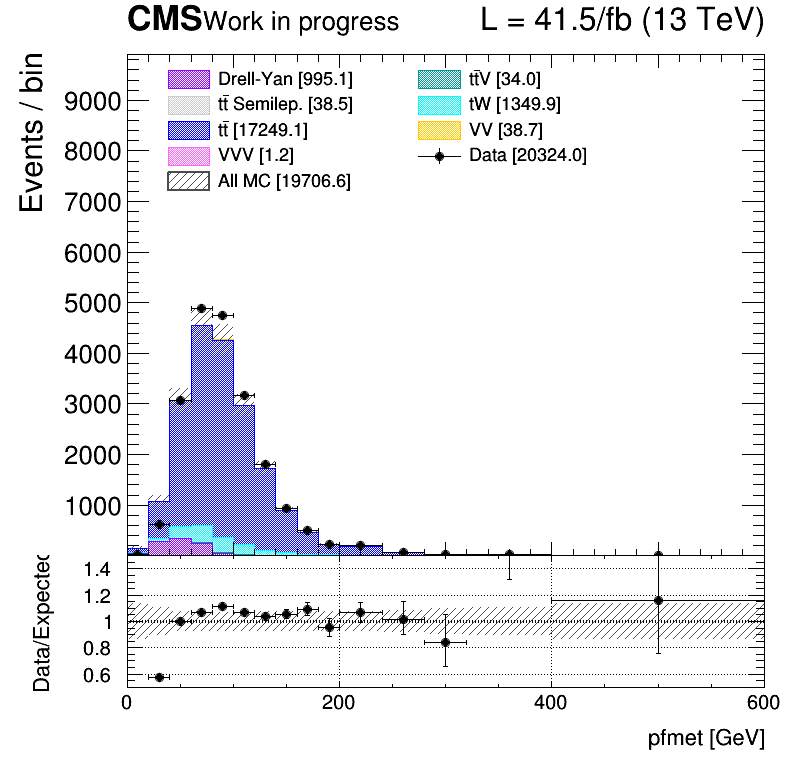 CMS Work in progress L = 41.5/fb (13 TeV)
Events / bin
Drell-Yan [995.1]
tt̄ Semilep. [38.5]
tt̄ [17249.1]
VVV [1.2]
All MC [19706.6]
tt̄V [34.0]
tW [1349.9]
VV [38.7]
Data [20324.0]
9000
8000
7000
6000
5000
4000
3000
2000
1000
Data/Expected
1.4
1.2
1
0.8
0.6
0 200 400 600
pfmet [GeV]